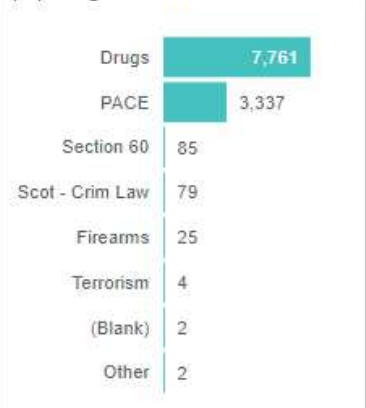 Drugs 7,761
PACE 3,337
Section 60 85
Scot - Crim Law 79
Firearms 25
Terrorism 4
(Blank) 2
Other 2